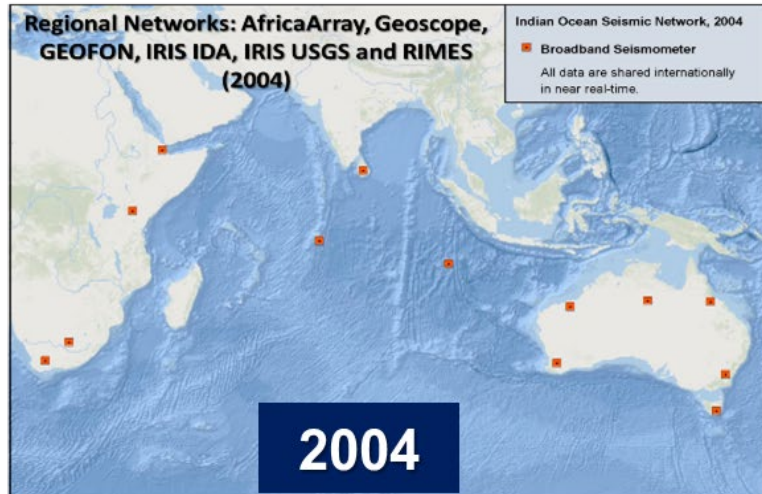 Regional Networks: AfricaArray, Geoscope,
GEOFON, IRIS IDA, IRIS USGS and RIMES
(2004)
Indian Ocean Seismic Network, 2004
Broadband Seismometer
All data are shared internationally
in near real-time.
2004